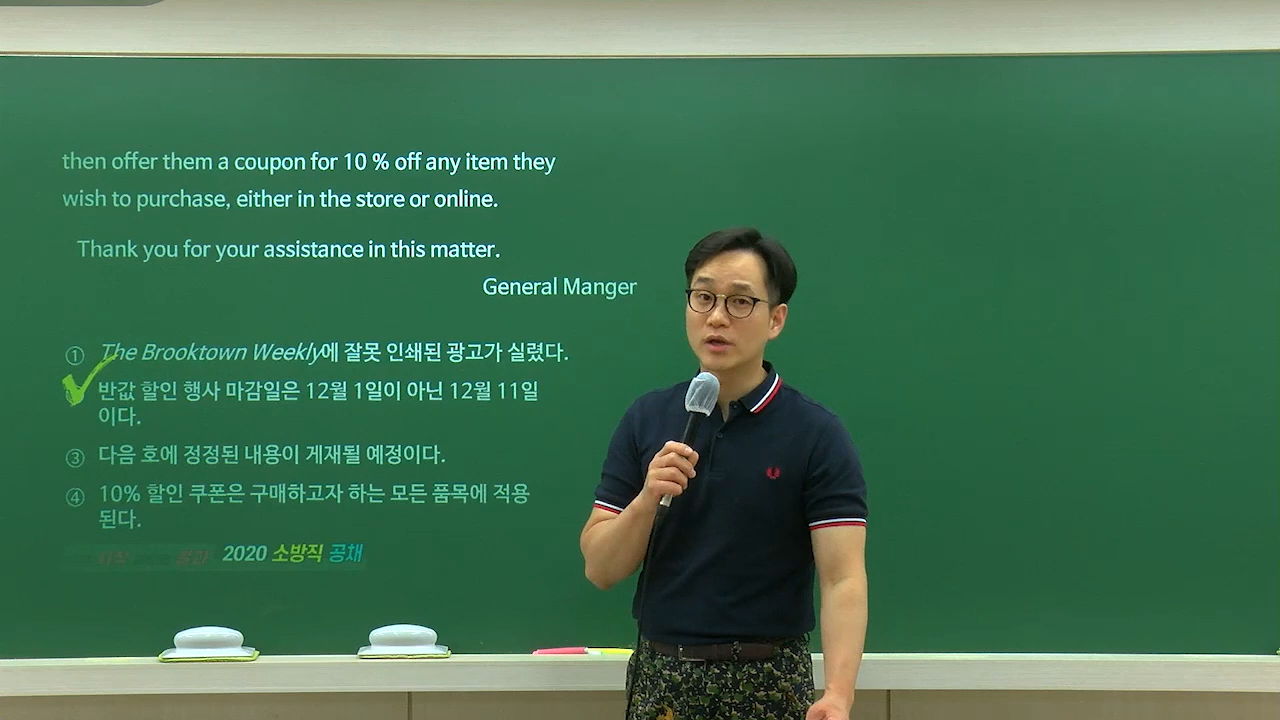 then offer them a coupon for 10 % off any item they
wish to purchase, either in the store or online.
Thank you for your assistance in this matter.
General Manger
① The Brooktown Weekly에 잘못 인쇄된 광고가 실렸다.
반값 할인 행사 마감일은 12월 1일이 아닌 12월 11일
이다.
③ 다음 호에 정정된 내용이 게재될 예정이다.
④ 10% 할인 쿠폰은 구매하고자 하는 모든 품목에 적용
된다.
2020 소방직 공채